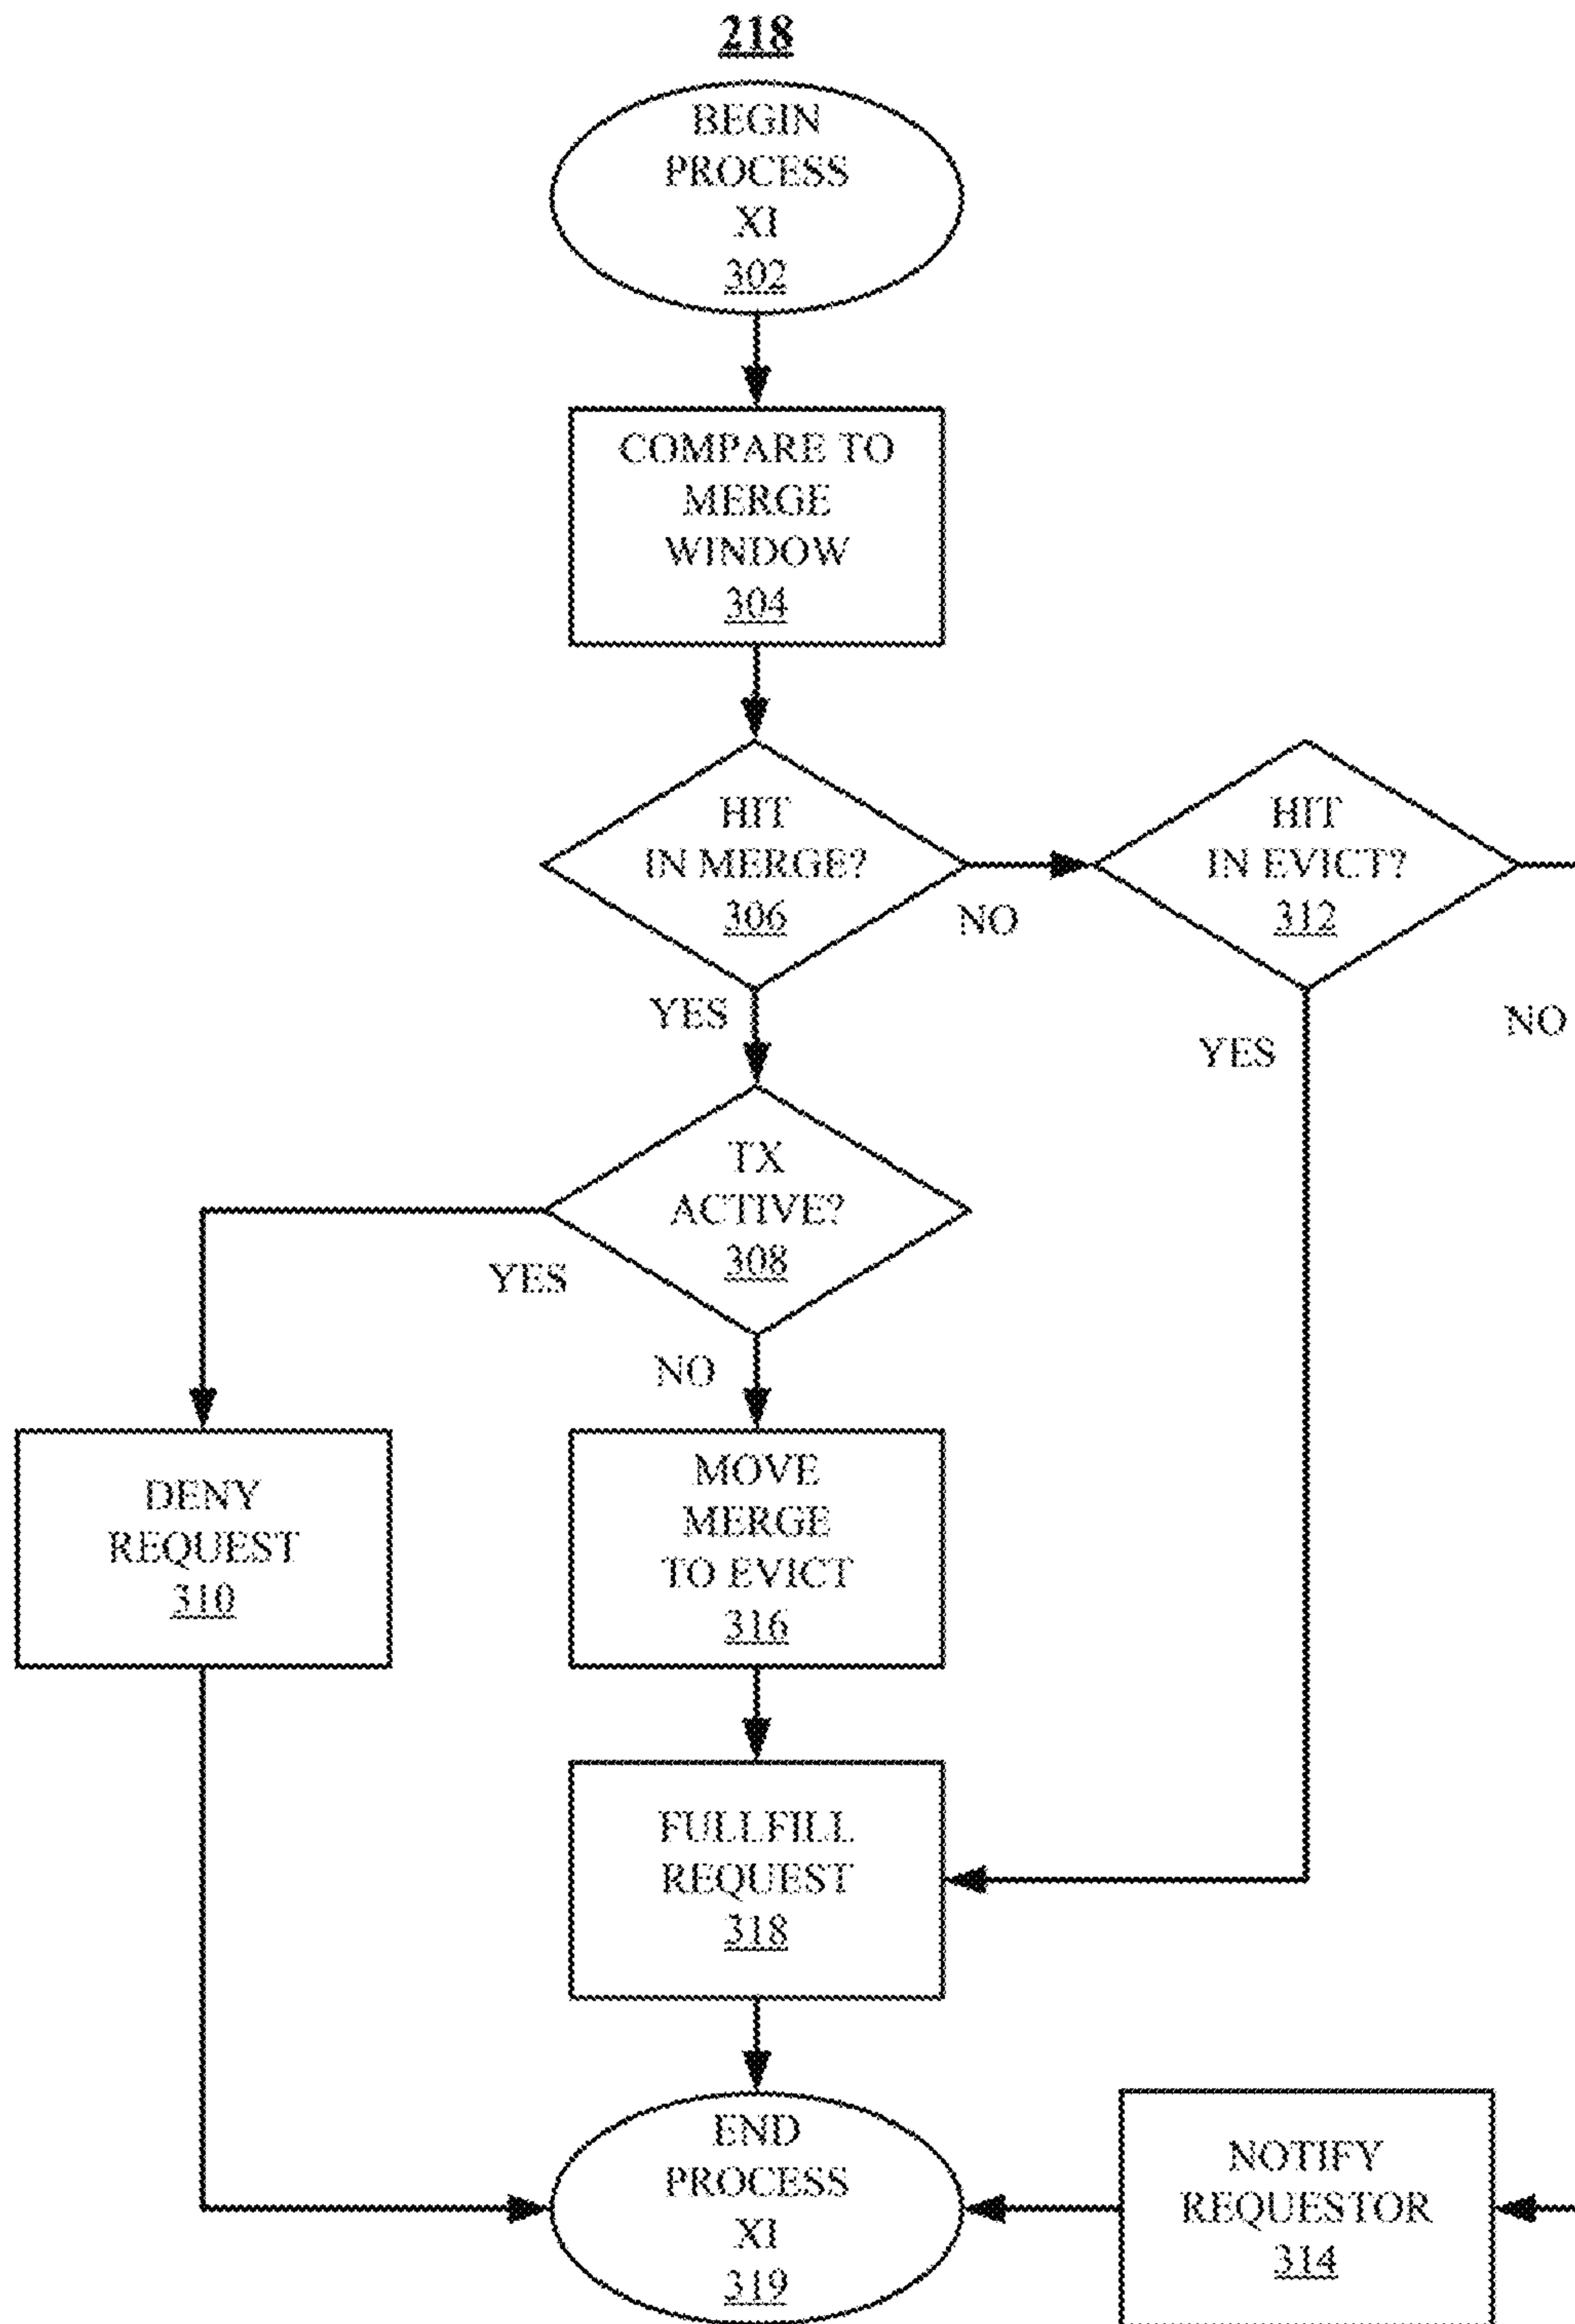 218
BEGIN
PROCESS
XI
302
COMPARE TO
MERGE
WINDOW
304
HIT
IN MERGE?
306
NO
HIT
IN EVICT?
312
YES
YES
NO
TX
ACTIVE?
308
YES
NO
DENY
REQUEST
310
MOVE
MERGE
TO EVICT
316
FULLFILL
REQUEST
318
END
PROCESS
XI
319
NOTIFY
REQUESTOR
314